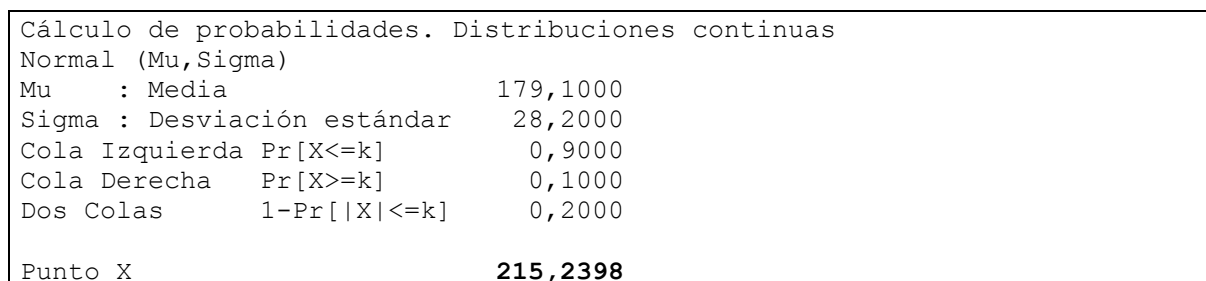 Cálculo de probabilidades. Distribuciones continuas
Normal (Mu,Sigma)
Mu : Media 179,1000
Sigma : Desviación estándar 28,2000
Cola Izquierda Pr[X<=k] 0,9000
Cola Derecha Pr[X>=k] 0,1000
Dos Colas 1-Pr[|X|<=k] 0,2000
Punto X 215,2398